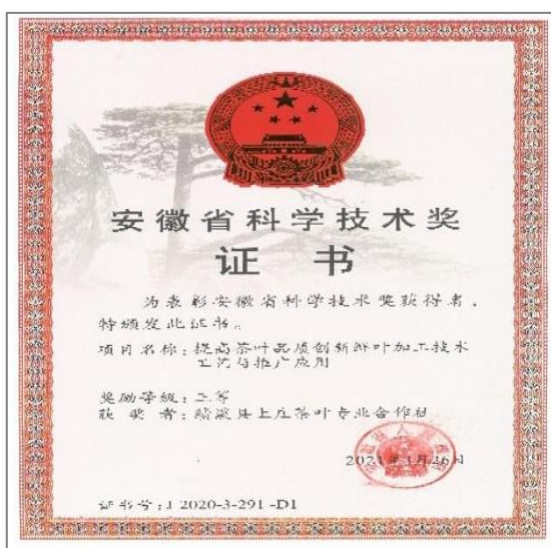 安徽省科学技术奖
证 书
为表彰安徽省科学技术奖获得者，
特颁发此证书。
项目名称：提高茶叶品质创新鲜叶加工技术
工艺与推广应用
奖励等级：三等
获 奖 者：绩溪县上庄茶叶专业合作社
2021年3月26日
证书号：J 2020-3-291 -D1